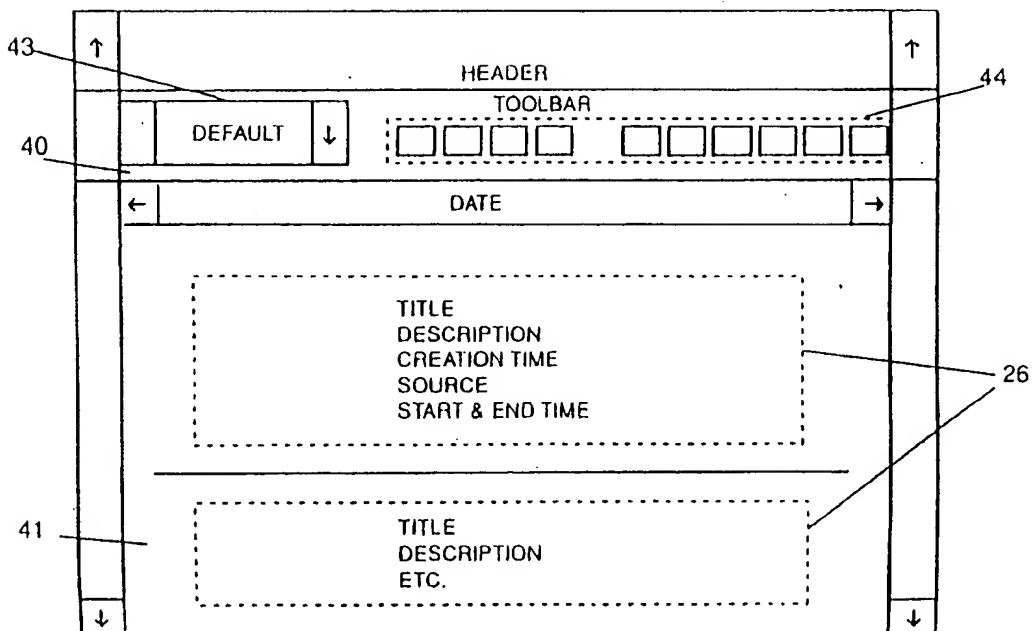 ↑ ↑
43
HEADER
44
TOOLBAR
DEFAULT ↓
40
← DATE →
TITLE
DESCRIPTION
CREATION TIME
SOURCE
START & END TIME
26
TITLE
DESCRIPTION
ETC.
41
↓ ↓